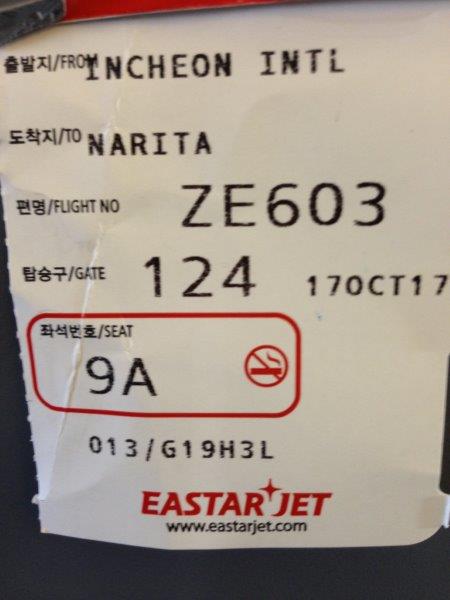 출발지/FROM INCHEON INTL
도착지/TO NARITA
편명/FLIGHT NO ZE603
탑승구/GATE 124 17OCT17
좌석번호/SEAT
9A
013/G19H3L
EASTAR JET
www.eastarjet.com